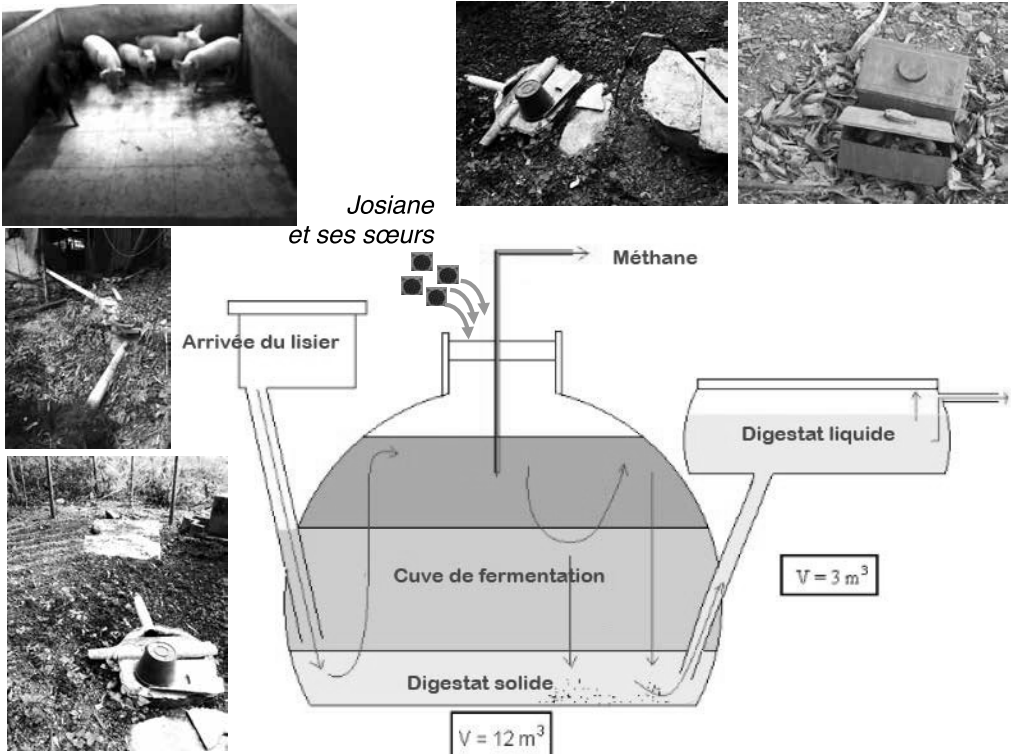 Josiane
et ses sœurs
Méthane
Arrivée du lisier
Digestat liquide
Cuve de fermentation
V = 3 m³
Digestat solide
V = 12 m³